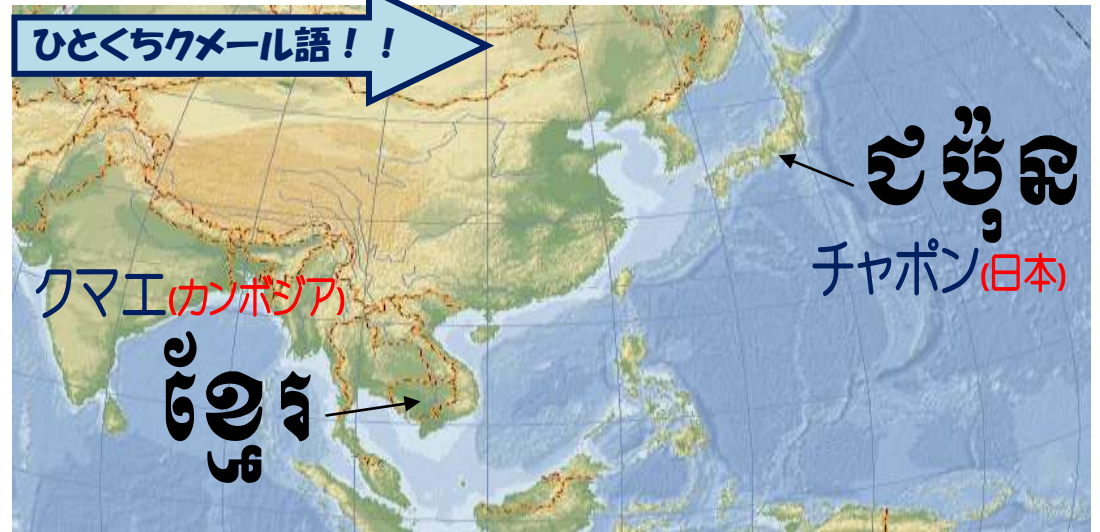 ひとくちクメール語！！
ជប៉ុន
チャポン(日本)
クマエ(カンボジア)
ខ្មែរ